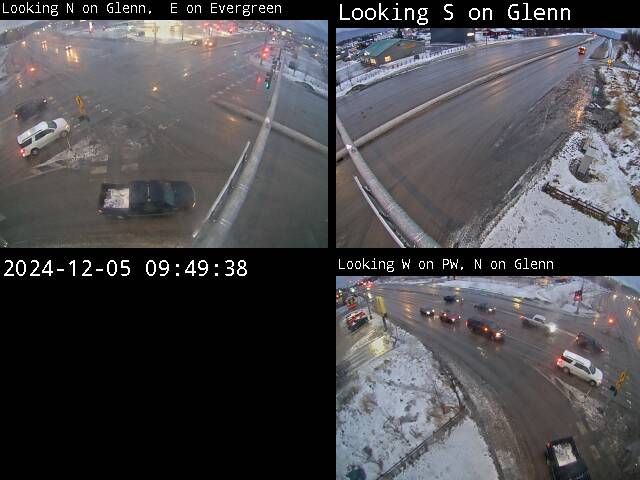 Looking N on Glenn,  E on Evergreen
Looking S on Glenn
2024-12-05 09:49:38
Looking W on PW, N on Glenn